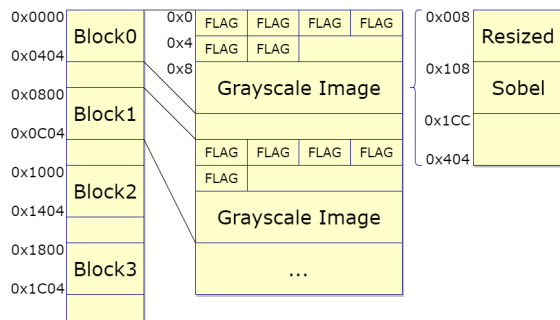 0x0000
Block0
0x0404
0x0800
Block1
0x0C04
0x1000
Block2
0x1404
0x1800
Block3
0x1C04
0x0 FLAG FLAG FLAG FLAG
0x4 FLAG FLAG
0x8
Grayscale Image
FLAG FLAG FLAG FLAG
FLAG
Grayscale Image
...
0x008
Resized
0x108
Sobel
0x1CC
0x404